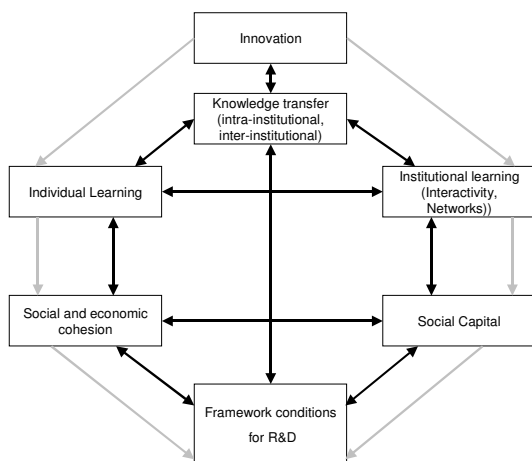 Innovation
Knowledge transfer
(intra-institutional,
inter-institutional)
Individual Learning
Institutional learning
(Interactivity,
Networks))
Social and economic
cohesion
Social Capital
Framework conditions
for R&D